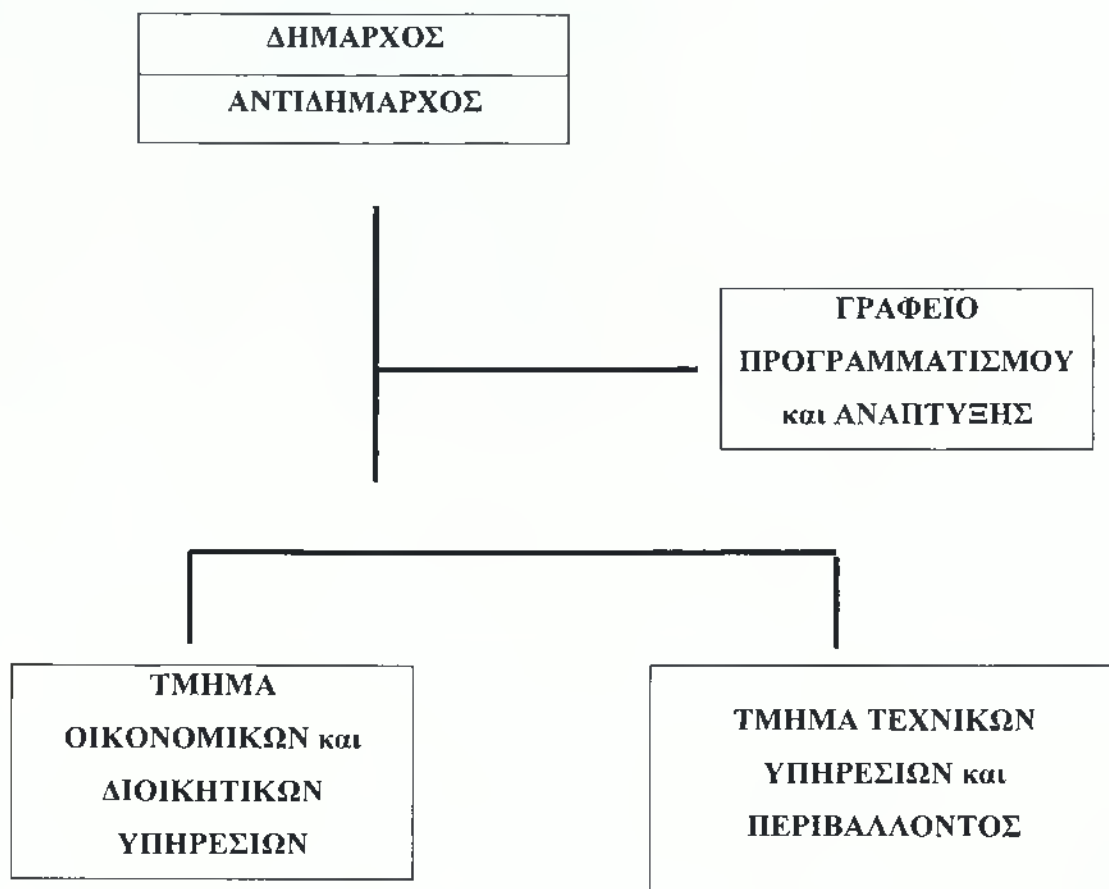 ΔΗΜΑΡΧΟΣ
ΑΝΤΙΔΗΜΑΡΧΟΣ
ΓΡΑΦΕΙΟ
ΠΡΟΓΡΑΜΜΑΤΙΣΜΟΥ
και ΑΝΑΠΤΥΞΗΣ
ΤΜΗΜΑ
ΟΙΚΟΝΟΜΙΚΩΝ και
ΔΙΟΙΚΗΤΙΚΩΝ
ΥΠΗΡΕΣΙΩΝ
ΤΜΗΜΑ ΤΕΧΝΙΚΩΝ
ΥΠΗΡΕΣΙΩΝ και
ΠΕΡΙΒΑΛΛΟΝΤΟΣ